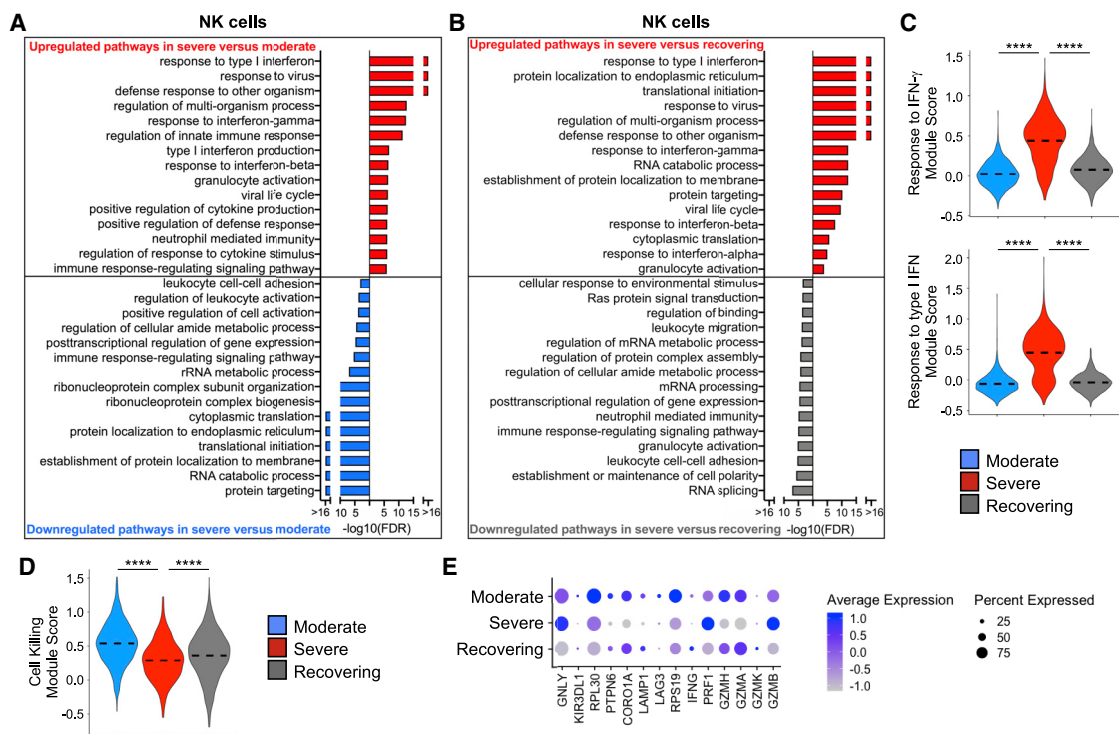 A
NK cells
Upregulated pathways in severe versus moderate
response to type I interferon
response to virus
defense response to other organism
regulation of multi-organism process
response to interferon-gamma
regulation of innate immune response
type I interferon production
response to interferon-beta
granulocyte activation
viral life cycle
positive regulation of cytokine production
positive regulation of defense response
neutrophil mediated immunity
regulation of response to cytokine stimulus
immune response-regulating signaling pathway
leukocyte cell-cell adhesion
regulation of leukocyte activation
positive regulation of cell activation
regulation of cellular amide metabolic process
posttranscriptional regulation of gene expression
immune response-regulating signaling pathway
rRNA metabolic process
ribonucleoprotein complex subunit organization
ribonucleoprotein complex biogenesis
cytoplasmic translation
protein localization to endoplasmic reticulum
translational initiation
establishment of protein localization to membrane
RNA catabolic process
protein targeting
>16 10 5 5 10 15 >16
Downregulated pathways in severe versus moderate
-log10(FDR)
B
NK cells
Upregulated pathways in severe versus recovering
response to type I interferon
protein localization to endoplasmic reticulum
translational initiation
response to virus
regulation of multi-organism process
defense response to other organism
response to interferon-gamma
RNA catabolic process
establishment of protein localization to membrane
protein targeting
viral life cycle
response to interferon-beta
cytoplasmic translation
response to interferon-alpha
granulocyte activation
cellular response to environmental stimulus
Ras protein signal transduction
regulation of binding
leukocyte migration
regulation of mRNA metabolic process
regulation of protein complex assembly
regulation of cellular amide metabolic process
mRNA processing
posttranscriptional regulation of gene expression
neutrophil mediated immunity
immune response-regulating signaling pathway
granulocyte activation
leukocyte cell-cell adhesion
establishment or maintenance of cell polarity
RNA splicing
>16 10 5 5 10 15 >16
Downregulated pathways in severe versus recovering
-log10(FDR)
C
Response to IFN-γ
Module Score
1.5
1.0
0.5
0.0
-0.5
**** ****
Response to type I IFN
Module Score
2.0
1.5
1.0
0.5
0.0
-0.5
**** ****
Moderate
Severe
Recovering
D
Cell Killing
Module Score
1.5
1.0
0.5
0.0
-0.5
**** ****
Moderate
Severe
Recovering
E
Moderate
Severe
Recovering
GNLY
KIR3DL1
RPL30
PTPN6
CORO1A
LAMP1
LAG3
RPS19
IFNG
PRF1
GZMH
GZMA
GZMK
GZMB
Average Expression
1.0
0.5
0.0
-0.5
-1.0
Percent Expressed
25
50
75